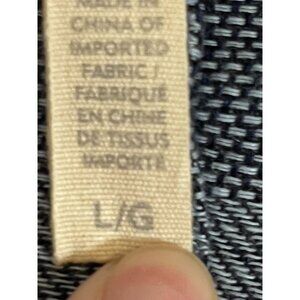 MADE IN
CHINA OF
IMPORTED
FABRIC /
FABRIQUÉ
EN CHINE
DE TISSUS
IMPORTÉ
L/G